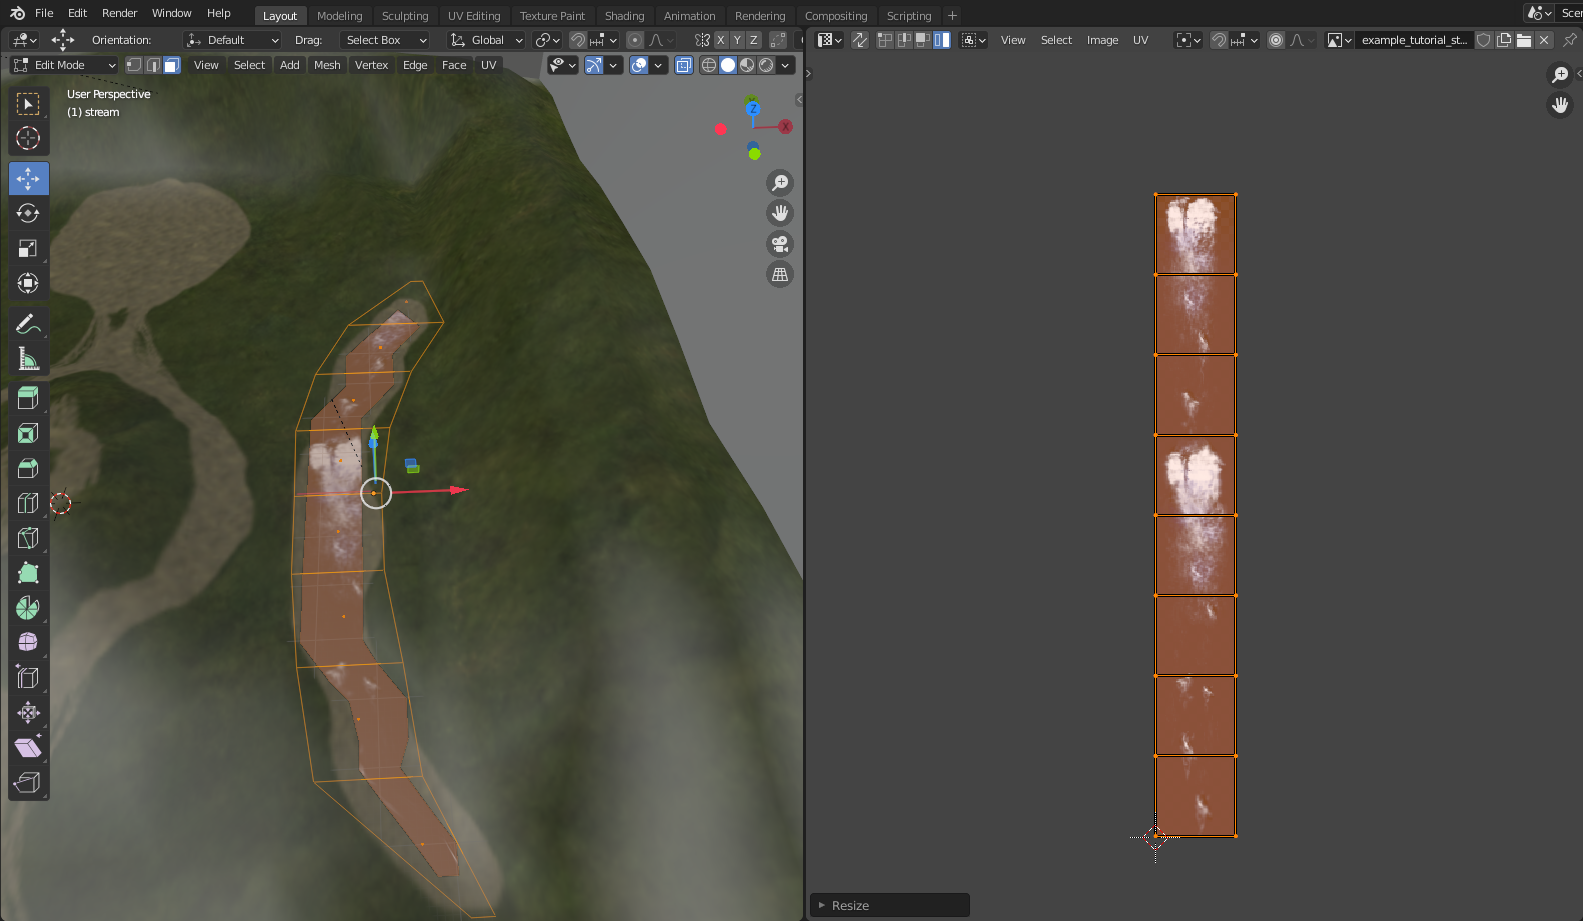 File Edit Render Window Help Layout Modeling Sculpting UV Editing Texture Paint Shading Animation Rendering Compositing Scripting + Scer
Orientation: Default Drag: Select Box Global X Y Z View Select Image UV example_tutorial_st...
Edit Mode View Select Add Mesh Vertex Edge Face UV
User Perspective
(1) stream
Z
X
Resize